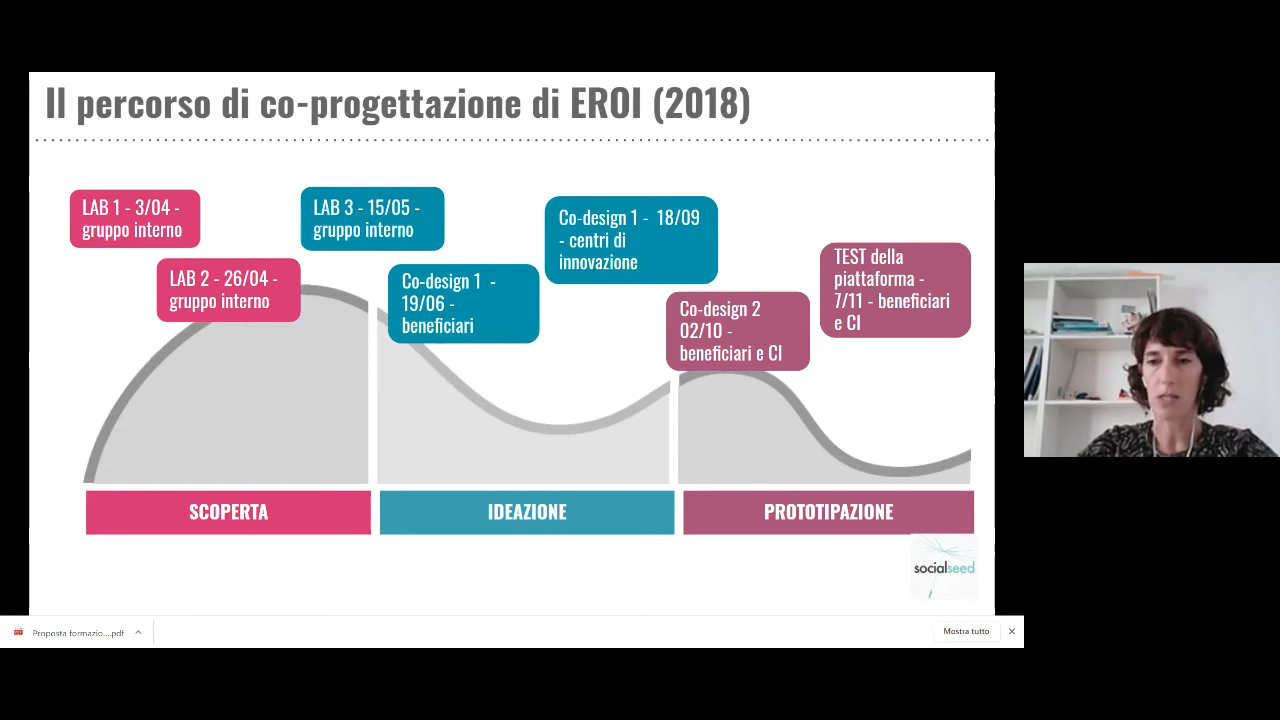 Il percorso di co-progettazione di EROI (2018)
LAB 1 - 3/04 -
gruppo interno
LAB 2 - 26/04 -
gruppo interno
LAB 3 - 15/05 -
gruppo interno
Co-design 1 -
19/06 -
beneficiari
Co-design 1 - 18/09
- centri di
innovazione
Co-design 2
02/10 -
beneficiari e CI
TEST della
piattaforma -
7/11 - beneficiari
e CI
SCOPERTA
IDEAZIONE
PROTOTIPAZIONE
socialseed
Proposta formazio....pdf
Mostra tutto